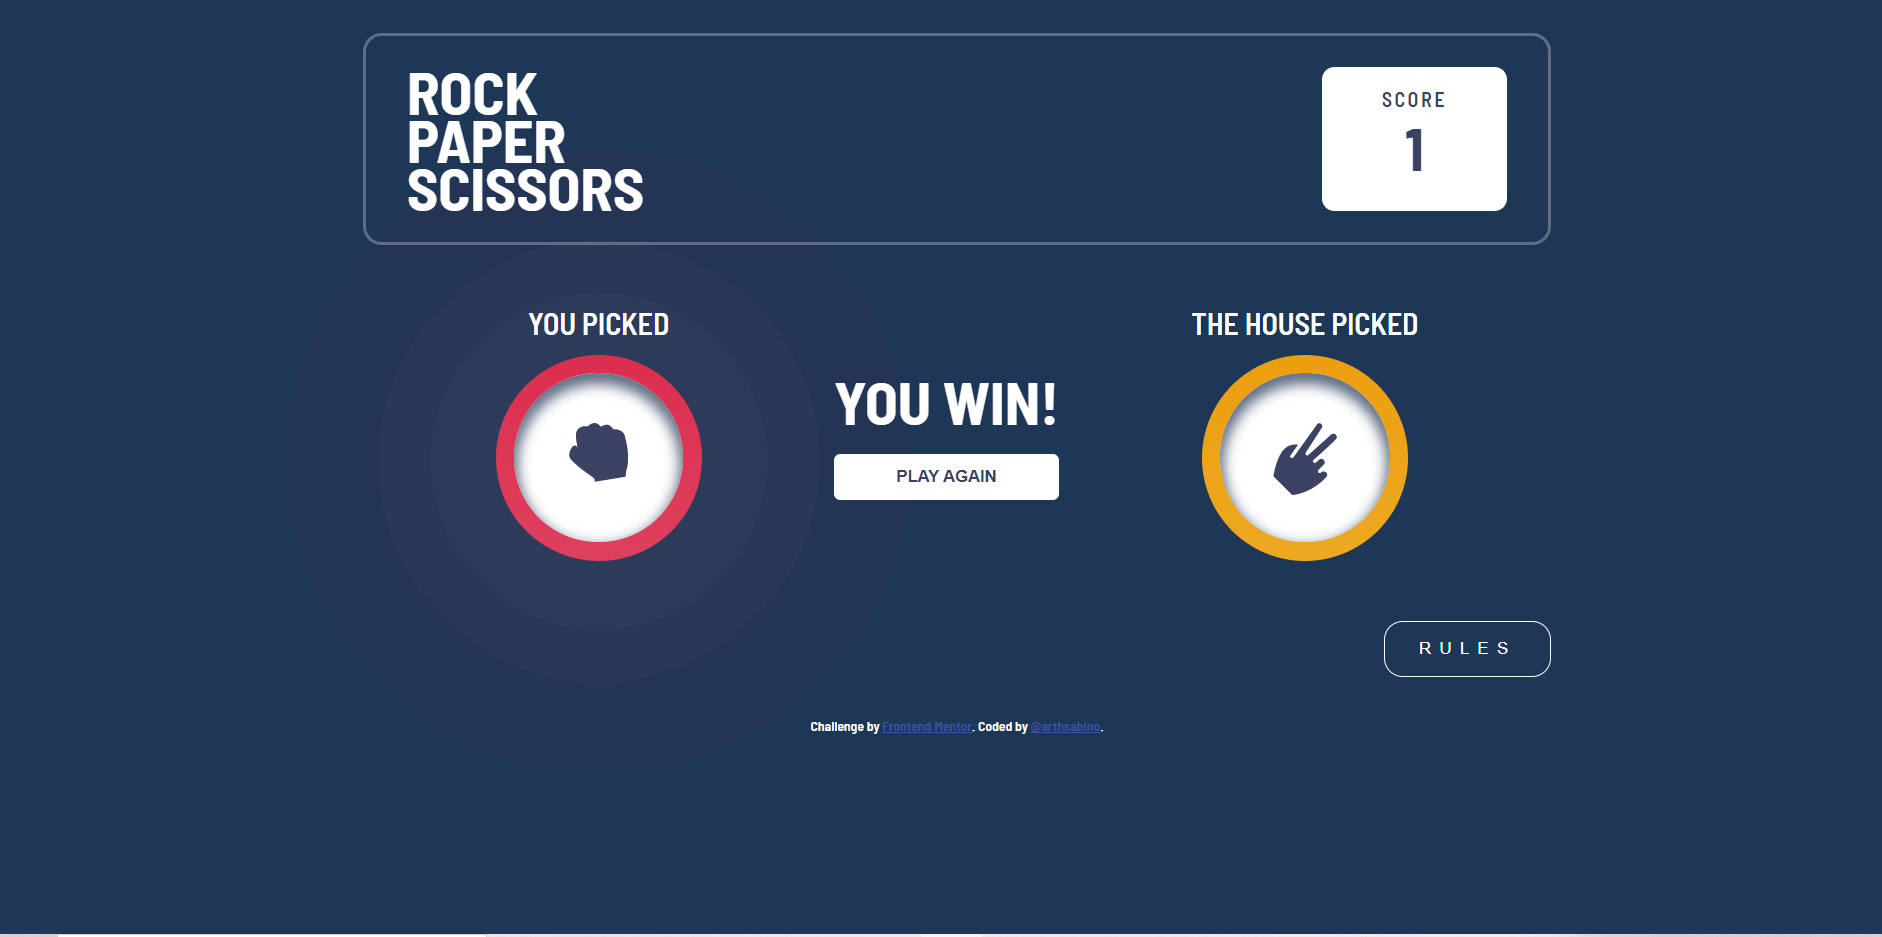 ROCK
PAPER
SCISSORS
SCORE
1
YOU PICKED
THE HOUSE PICKED
YOU WIN!
PLAY AGAIN
RULES
Challenge by Frontend Mentor. Coded by @arthsabino.